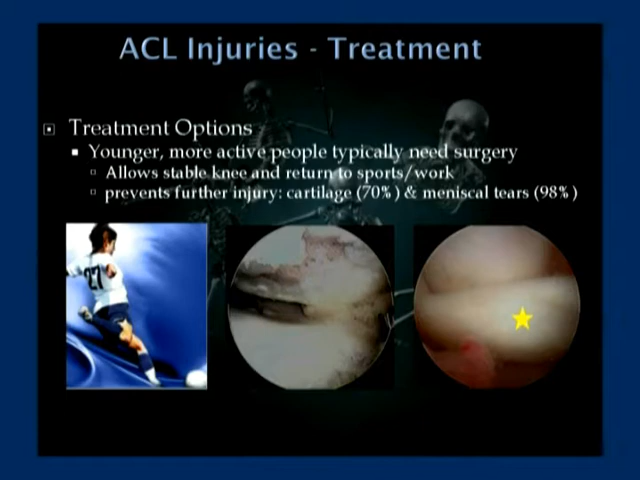 ACL Injuries - Treatment
Treatment Options
Younger, more active people typically need surgery
Allows stable knee and return to sports/work
prevents further injury: cartilage (70%) & meniscal tears (98%)
27